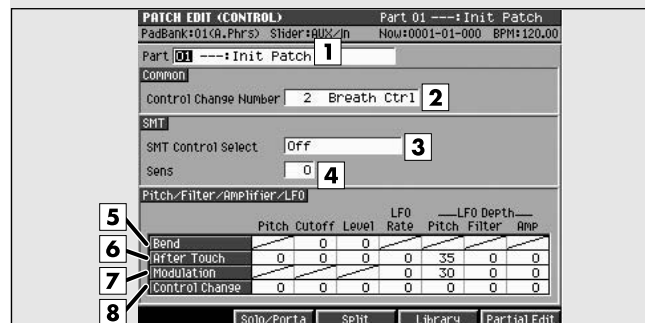 PATCH EDIT (CONTROL) Part 01 ---:Init Patch
PadBank:01(A.Phrs) Slider:AUX/In Now:0001-01-000 BPM:120.00
Part 01 ---:Init Patch 1
Common
Control Change Number 2 Breath Ctrl 2
SMT
SMT Control Select Off 3
Sens 0 4
Pitch/Filter/Amplifier/LFO
LFO LFO Depth
Pitch Cutoff Level Rate Pitch Filter Amp
5 Bend 0 0
6 After Touch 0 0 0 0 35 0 0
7 Modulation 0 30 0 0
8 Control Change 0 0 0 0 0 0 0
Solo/Porta Split Library Partial Edit